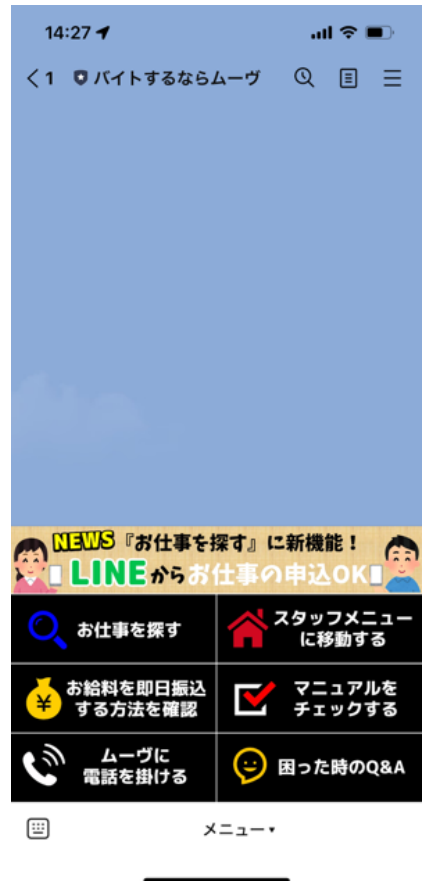 14:27
1 バイトするならムーヴ
NEWS『お仕事を探す』に新機能！
LINEからお仕事の申込OK
お仕事を探す
スタッフメニュー
に移動する
お給料を即日振込
する方法を確認
マニュアルを
チェックする
ムーヴに
電話を掛ける
困った時のQ&A
メニュー▼